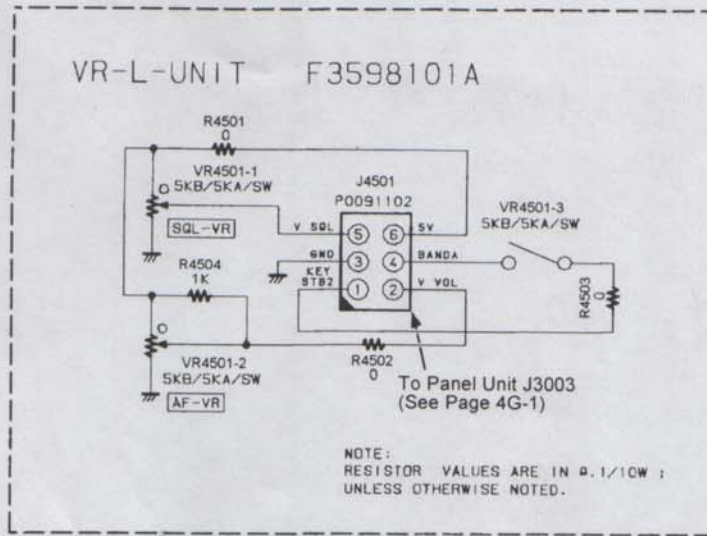 VR-L-UNIT F3598101A
R4501
0
VR4501-1
5KB/5KA/SW
SQL-VR
R4504
1K
VR4501-2
5KB/5KA/SW
AF-VR
J4501
P0091102
V SQL 5 6 5V
GND 3 4 BANDA
KEY
STB2 1 2 V VOL
VR4501-3
5KB/5KA/SW
R4503
0
R4502
0
To Panel Unit J3003
(See Page 4G-1)
NOTE:
RESISTOR VALUES ARE IN Ω.1/10W ;
UNLESS OTHERWISE NOTED.